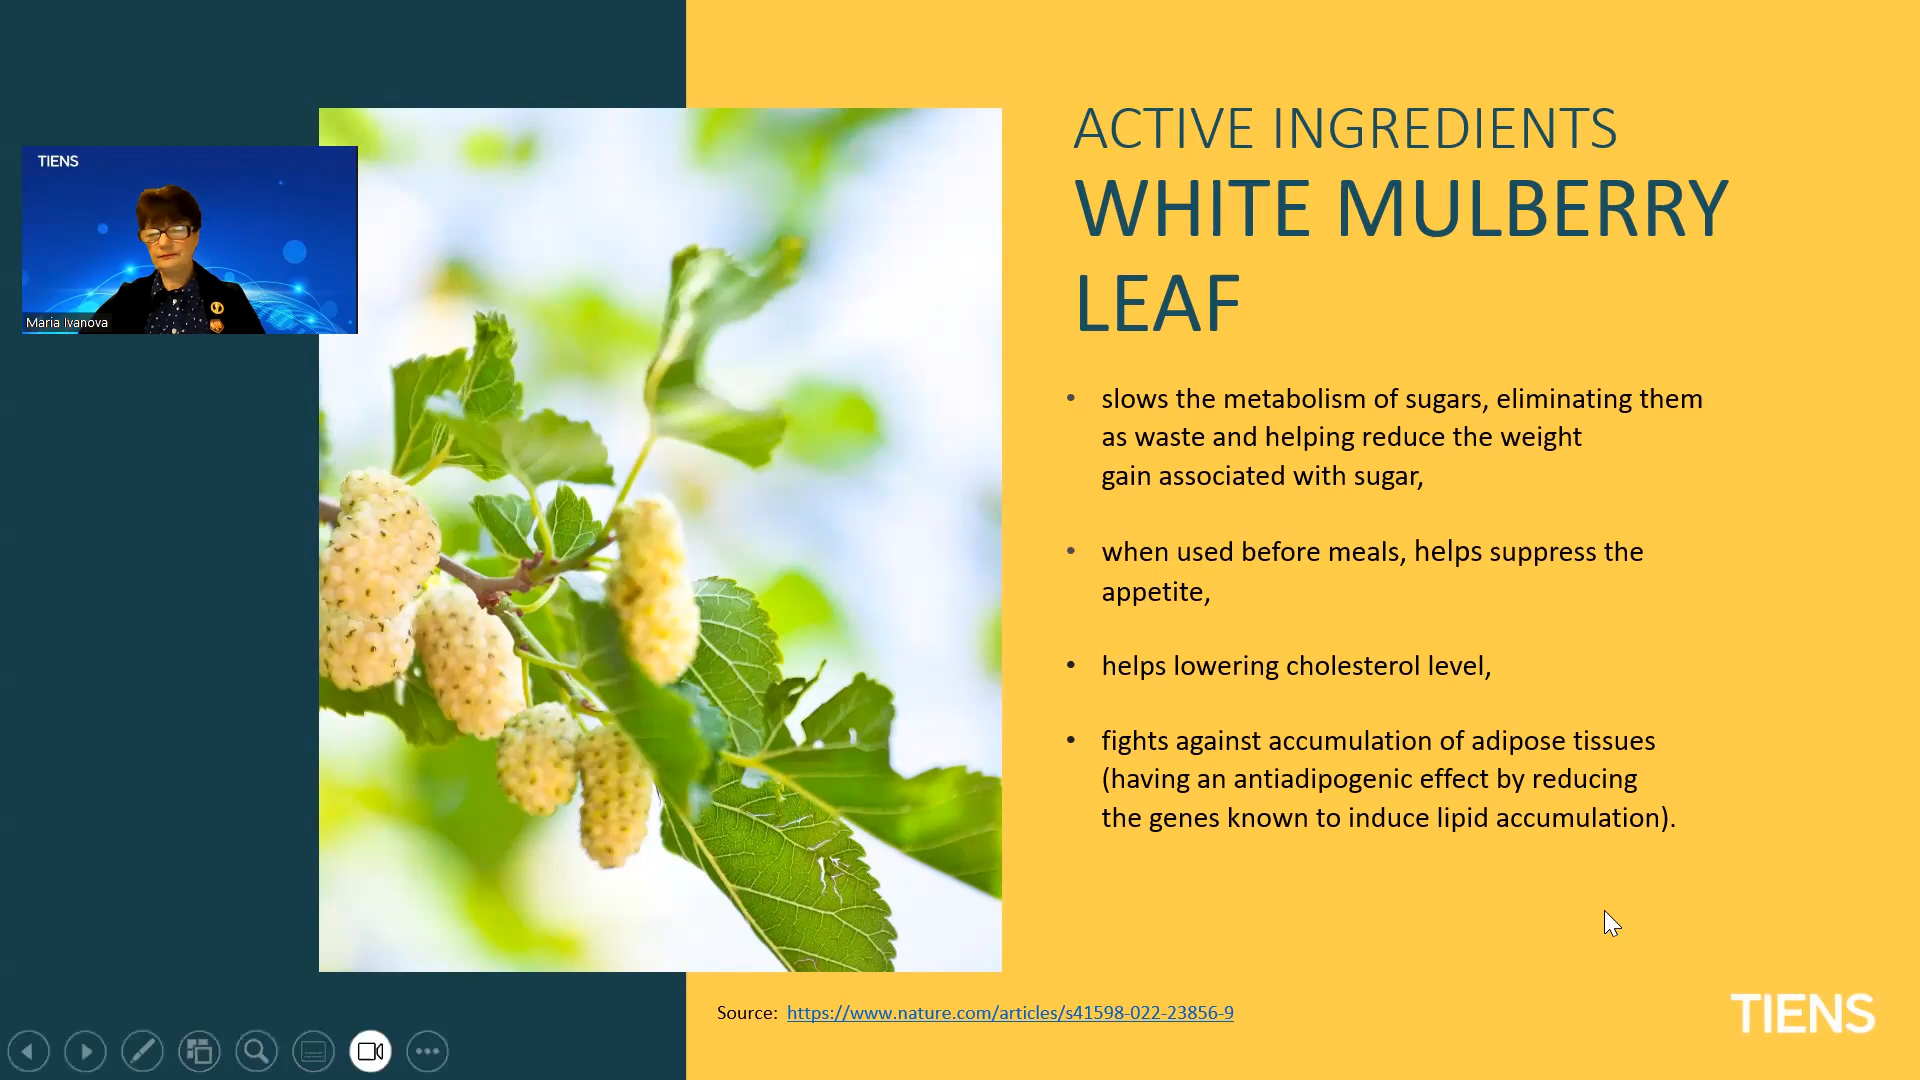 TIENS
Maria Ivanova
ACTIVE INGREDIENTS
WHITE MULBERRY
LEAF
• slows the metabolism of sugars, eliminating them
as waste and helping reduce the weight
gain associated with sugar,
• when used before meals, helps suppress the
appetite,
• helps lowering cholesterol level,
• fights against accumulation of adipose tissues
(having an antiadipogenic effect by reducing
the genes known to induce lipid accumulation).
Source: https://www.nature.com/articles/s41598-022-23856-9
TIENS